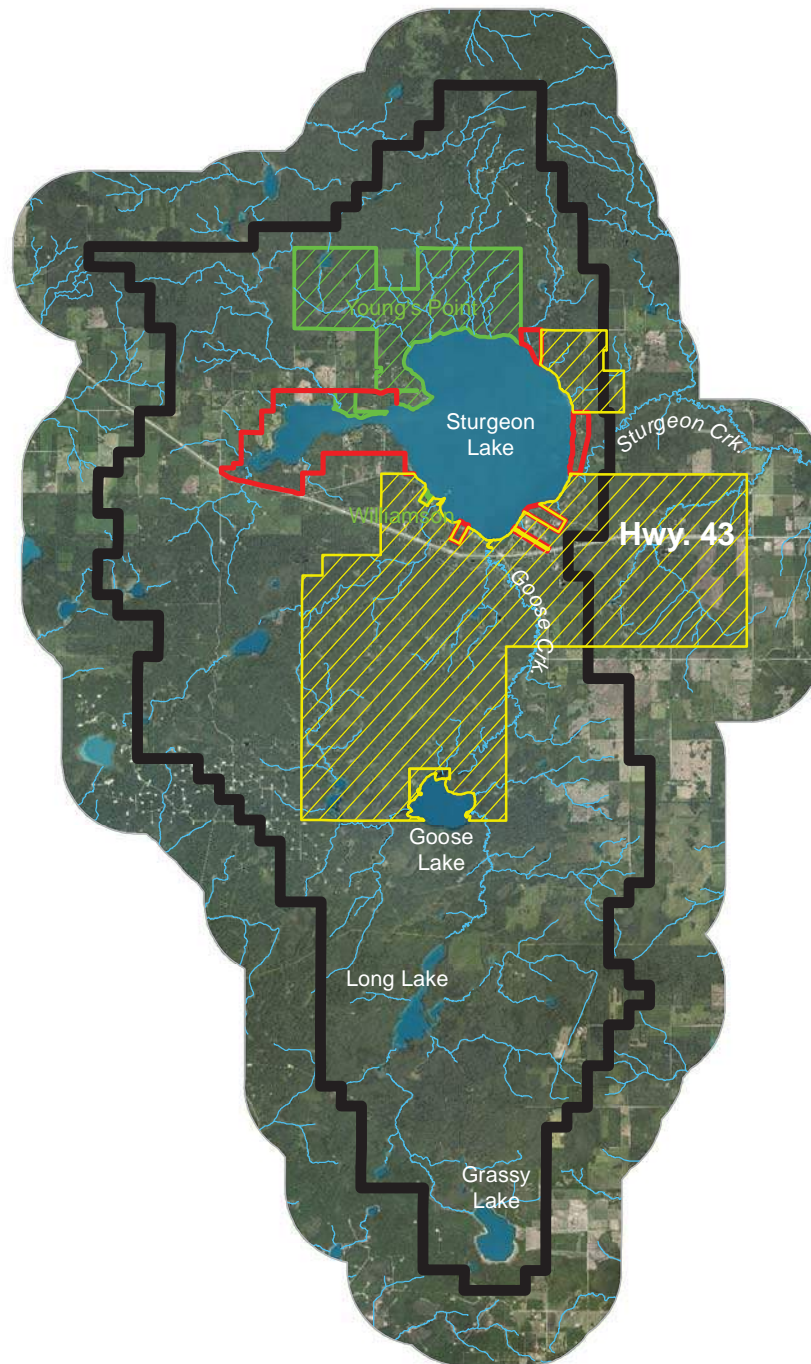 Young's Point
Sturgeon
Lake
Sturgeon Crk.
Williamson
Hwy. 43
Goose Crk
Goose
Lake
Long Lake
Grassy
Lake